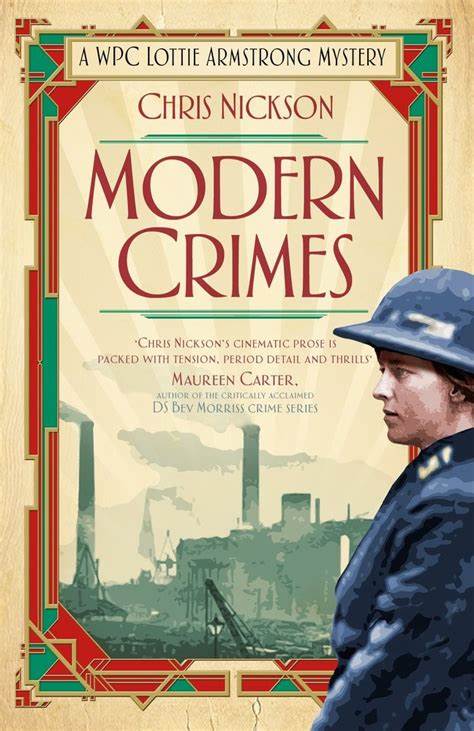 A WPC Lottie Armstrong Mystery
Chris Nickson
Modern
Crimes
‘Chris Nickson’s cinematic prose is
packed with tension, period detail and thrills’
Maureen Carter,
author of the critically acclaimed
DS Bev Morriss crime series